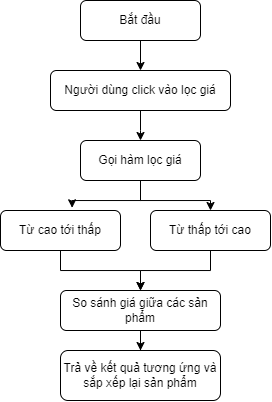 Bắt đầu
Người dùng click vào lọc giá
Gọi hàm lọc giá
Từ cao tới thấp
Từ thấp tới cao
So sánh giá giữa các sản
phẩm
Trả về kết quả tương ứng và
sắp xếp lại sản phẩm